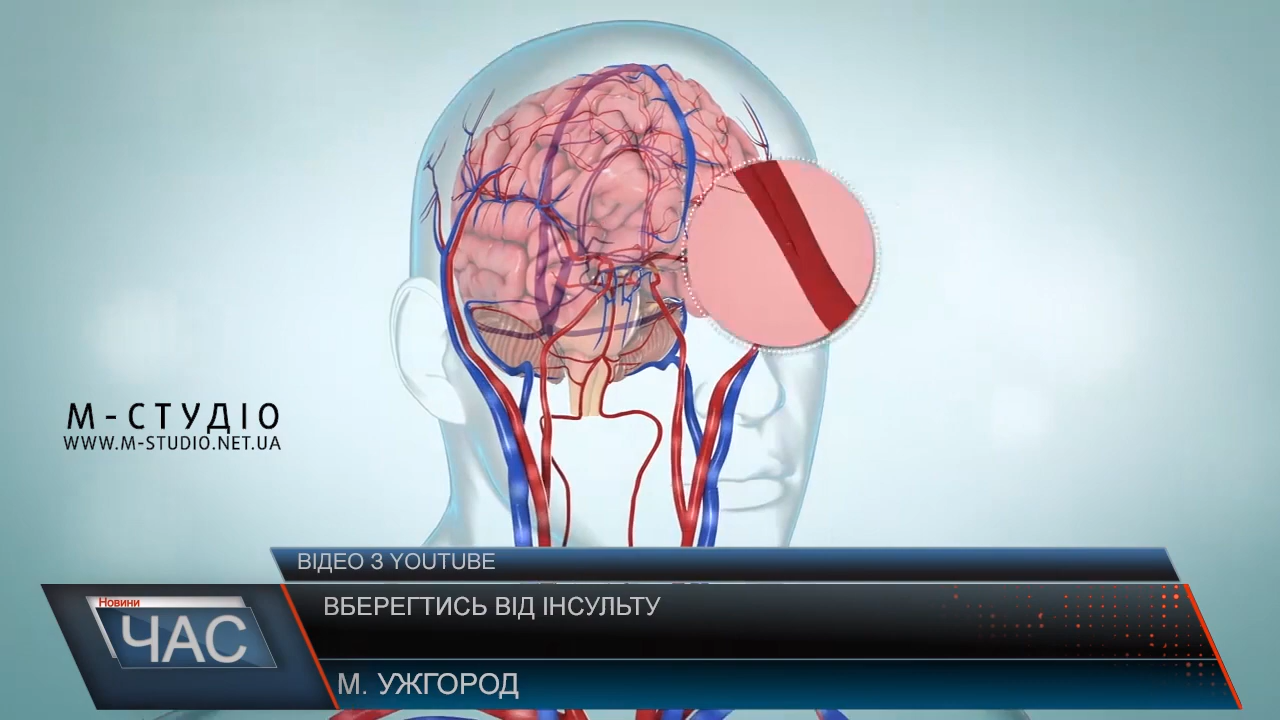 М-СТУДІО
WWW.M-STUDIO.NET.UA
ВІДЕО З YOUTUBE
Новини
ЧАС
ВБЕРЕГТИСЬ ВІД ІНСУЛЬТУ
М. УЖГОРОД